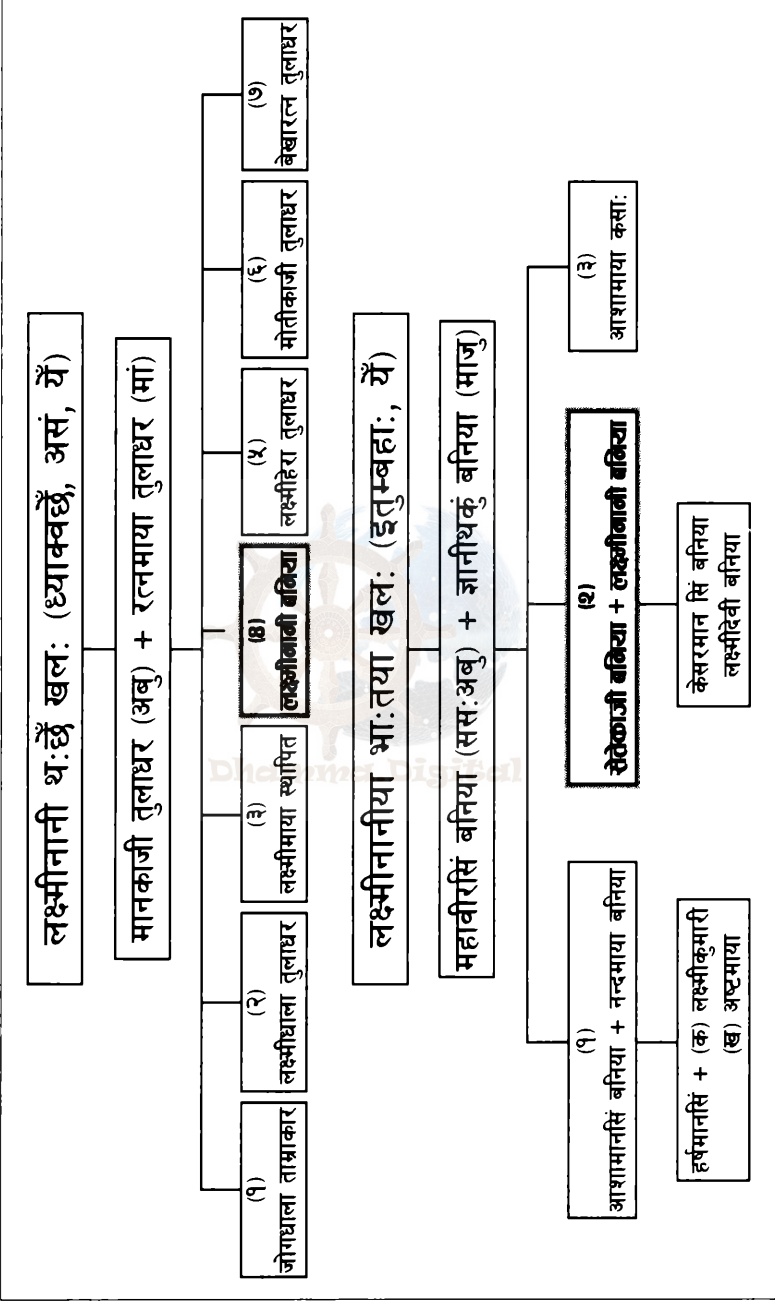 लक्ष्मीनानी थःछेँ खलः (ध्याक्वछेँ, असं, येँ)
मानकाजी तुलाधर (अबु) + रत्नमाया तुलाधर (मां)
(१)
जोगधाला ताम्राकार
(२)
लक्ष्मीधाला तुलाधर
(३)
लक्ष्मीमाया स्थापित
(४)
लक्ष्मीनानी बनिया
(५)
लक्ष्मीहेरा तुलाधर
(६)
मोतीकाजी तुलाधर
(७)
बेखारत्न तुलाधर
लक्ष्मीनानीया भाःतया खलः (इतुम्बहाः, येँ)
महावीरसिं बनिया (ससःअबु) + ज्ञानीथकुं बनिया (माजु)
(१)
आशामानसिं बनिया + नन्दमाया बनिया
हर्षमानसिं + (क) लक्ष्मीकुमारी
(ख) अष्टमाया
(२)
सेतेकाजी बनिया + लक्ष्मीनानी बनिया
केसरमान सिं बनिया
लक्ष्मीदेवी बनिया
(३)
आशामाया कसाः
Dhamma Digital